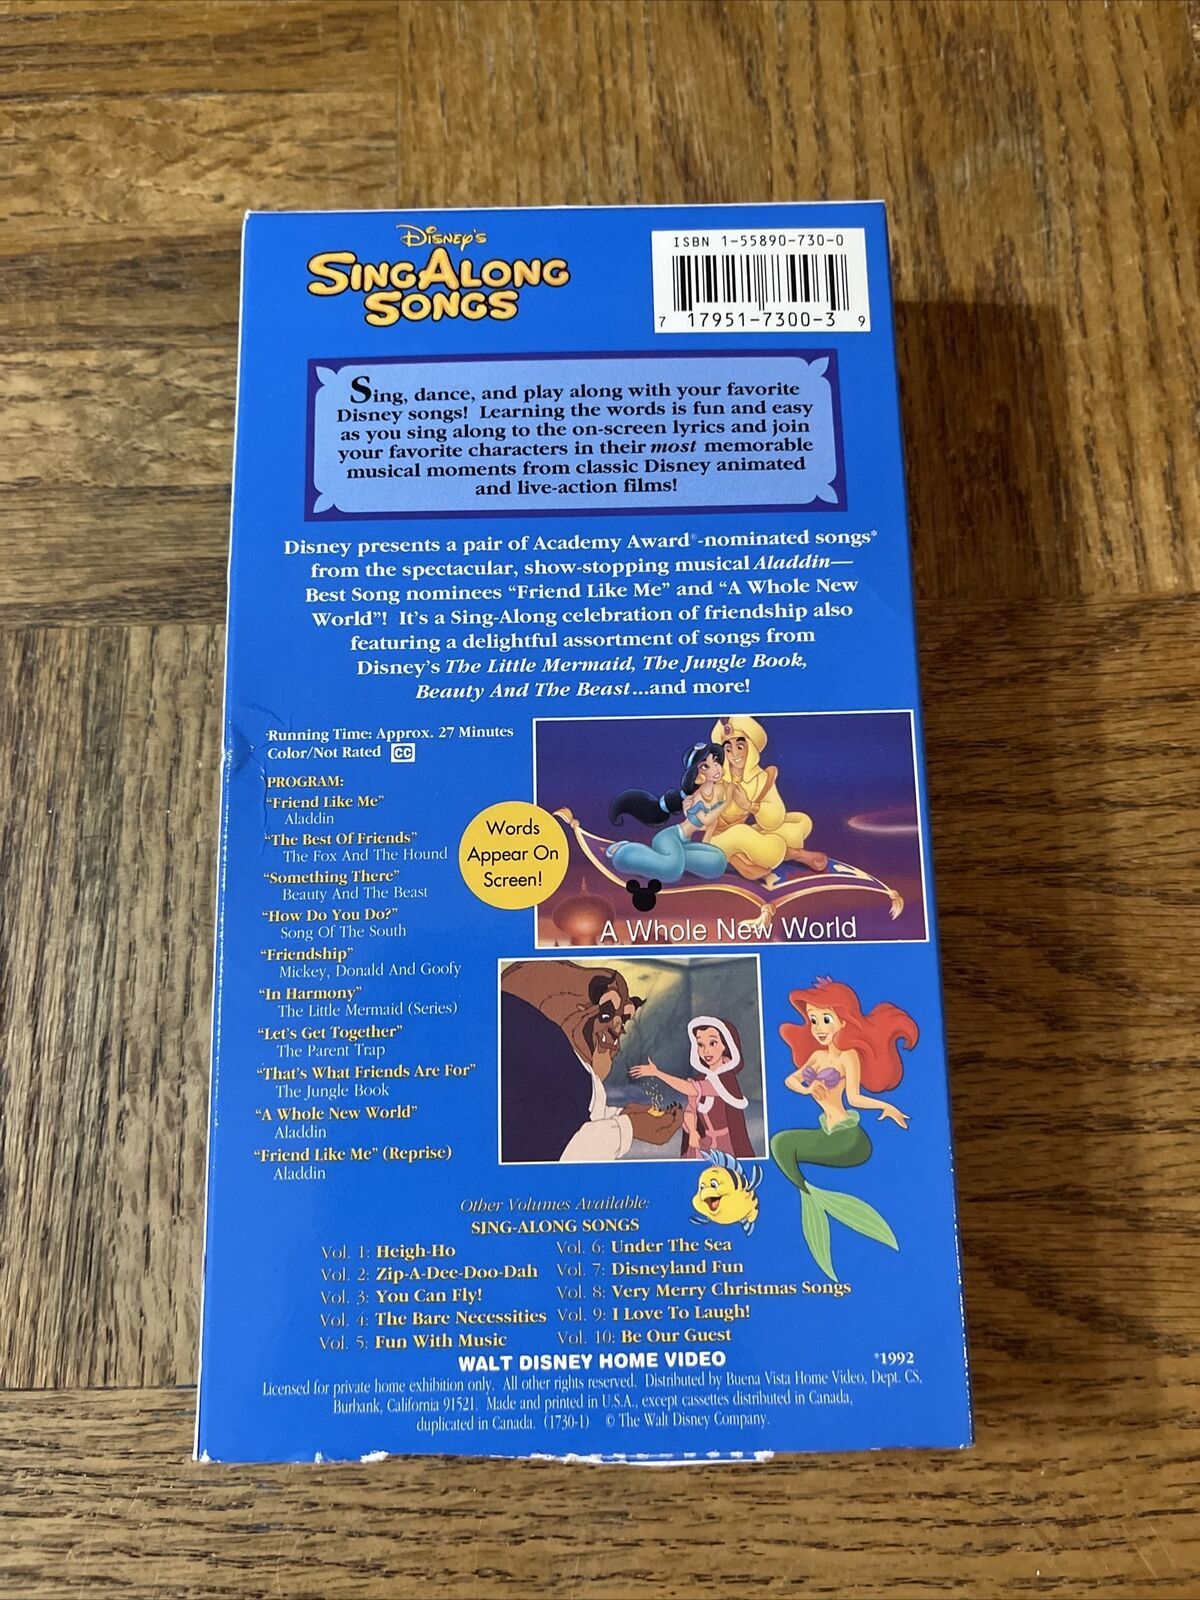 Disney's
SING ALONG
SONGS
ISBN 1-55890-730-0
7 17951-7300-3 9
Sing, dance, and play along with your favorite
Disney songs! Learning the words is fun and easy
as you sing along to the on-screen lyrics and join
your favorite characters in their most memorable
musical moments from classic Disney animated
and live-action films!
Disney presents a pair of Academy Award®-nominated songs*
from the spectacular, show-stopping musical Aladdin—
Best Song nominees "Friend Like Me" and "A Whole New
World"! It's a Sing-Along celebration of friendship also
featuring a delightful assortment of songs from
Disney's The Little Mermaid, The Jungle Book,
Beauty And The Beast...and more!
Running Time: Approx. 27 Minutes
Color/Not Rated CC
PROGRAM:
"Friend Like Me"
Aladdin
"The Best Of Friends"
The Fox And The Hound
"Something There"
Beauty And The Beast
"How Do You Do?"
Song Of The South
"Friendship"
Mickey, Donald And Goofy
"In Harmony"
The Little Mermaid (Series)
"Let's Get Together"
The Parent Trap
"That's What Friends Are For"
The Jungle Book
"A Whole New World"
Aladdin
"Friend Like Me" (Reprise)
Aladdin
Words
Appear On
Screen!
A Whole New World
Other Volumes Available:
SING-ALONG SONGS
Vol. 1: Heigh-Ho
Vol. 2: Zip-A-Dee-Doo-Dah
Vol. 3: You Can Fly!
Vol. 4: The Bare Necessities
Vol. 5: Fun With Music
Vol. 6: Under The Sea
Vol. 7: Disneyland Fun
Vol. 8: Very Merry Christmas Songs
Vol. 9: I Love To Laugh!
Vol. 10: Be Our Guest
WALT DISNEY HOME VIDEO
*1992
Licensed for private home exhibition only. All other rights reserved. Distributed by Buena Vista Home Video, Dept. CS,
Burbank, California 91521. Made and printed in U.S.A., except cassettes distributed in Canada,
duplicated in Canada. (1730-1) © The Walt Disney Company.